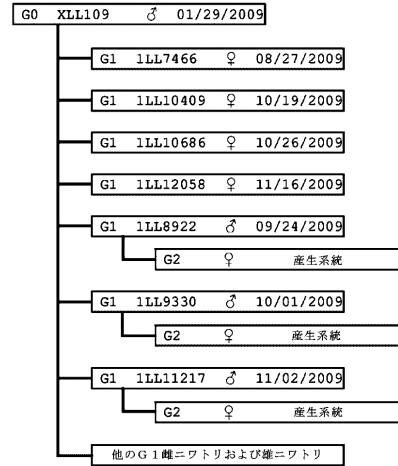 G0 XLL109 ♂ 01/29/2009
G1 1LL7466 ♀ 08/27/2009
G1 1LL10409 ♀ 10/19/2009
G1 1LL10686 ♀ 10/26/2009
G1 1LL12058 ♀ 11/16/2009
G1 1LL8922 ♂ 09/24/2009
G2 ♀ 産生系統
G1 1LL9330 ♂ 10/01/2009
G2 ♀ 産生系統
G1 1LL11217 ♂ 11/02/2009
G2 ♀ 産生系統
他のG1雌ニワトリおよび雄ニワトリ